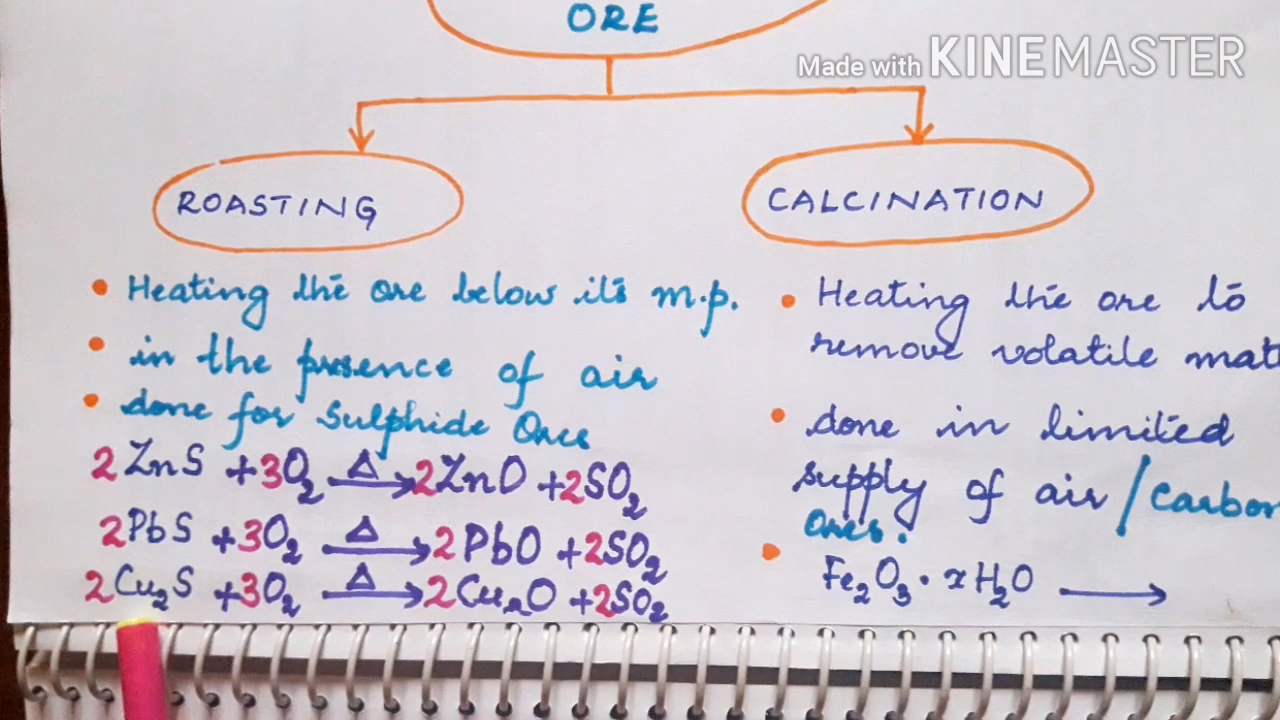 ORE
Made with KINEMASTER
ROASTING
CALCINATION
• Heating the ore below its m.p.
• in the presence of air
• done for Sulphide Ores
2ZnS + 3O₂ —Δ→ 2ZnO + 2SO₂
2PbS + 3O₂ —Δ→ 2PbO + 2SO₂
2Cu₂S + 3O₂ —Δ→ 2Cu₂O + 2SO₂
• Heating the ore to
remove volatile matt
• done in limited
supply of air / Carbon
Ores.
• Fe₂O₃ · xH₂O ⟶